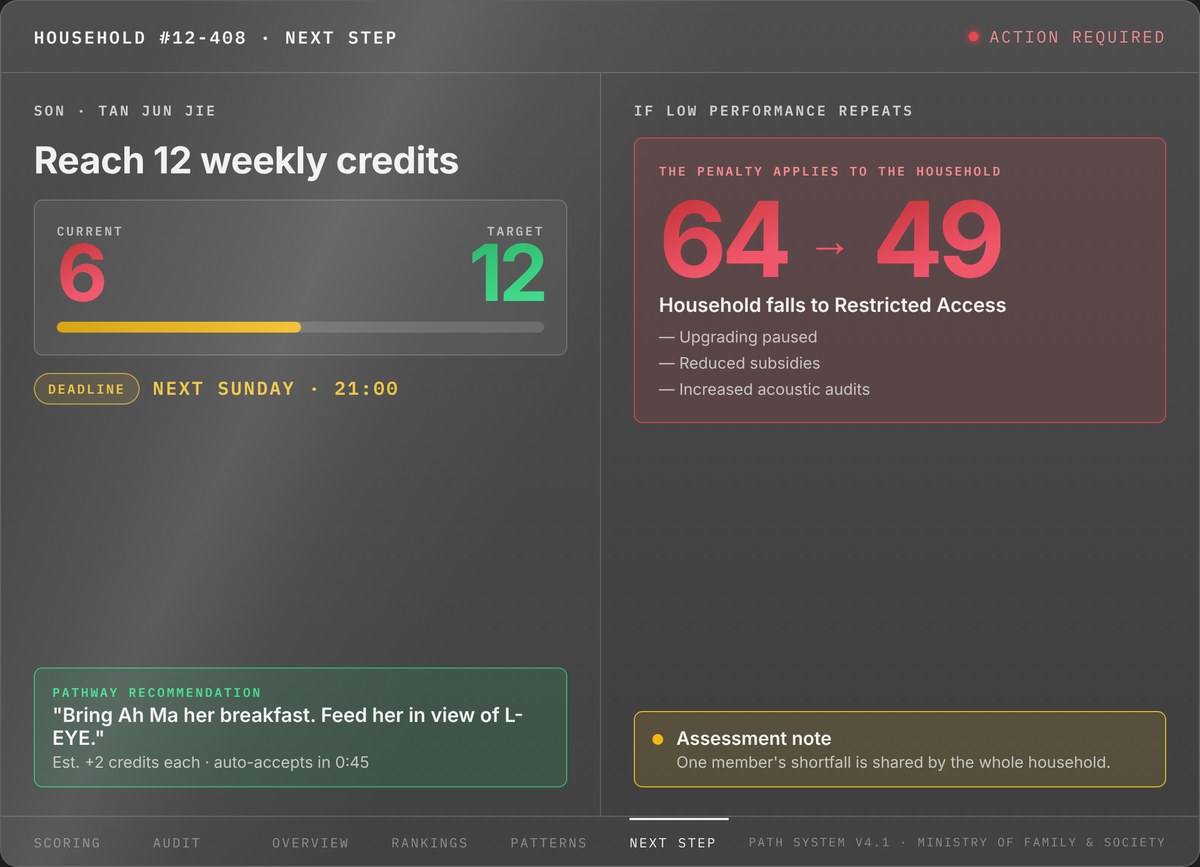 HOUSEHOLD #12-408 · NEXT STEP
ACTION REQUIRED
SON · TAN JUN JIE
Reach 12 weekly credits
CURRENT
TARGET
6
12
DEADLINE
NEXT SUNDAY · 21:00
PATHWAY RECOMMENDATION
"Bring Ah Ma her breakfast. Feed her in view of L-
EYE."
Est. +2 credits each · auto-accepts in 0:45
IF LOW PERFORMANCE REPEATS
THE PENALTY APPLIES TO THE HOUSEHOLD
64 → 49
Household falls to Restricted Access
— Upgrading paused
— Reduced subsidies
— Increased acoustic audits
Assessment note
One member's shortfall is shared by the whole household.
SCORING
AUDIT
OVERVIEW
RANKINGS
PATTERNS
NEXT STEP
PATH SYSTEM V4.1 · MINISTRY OF FAMILY & SOCIETY